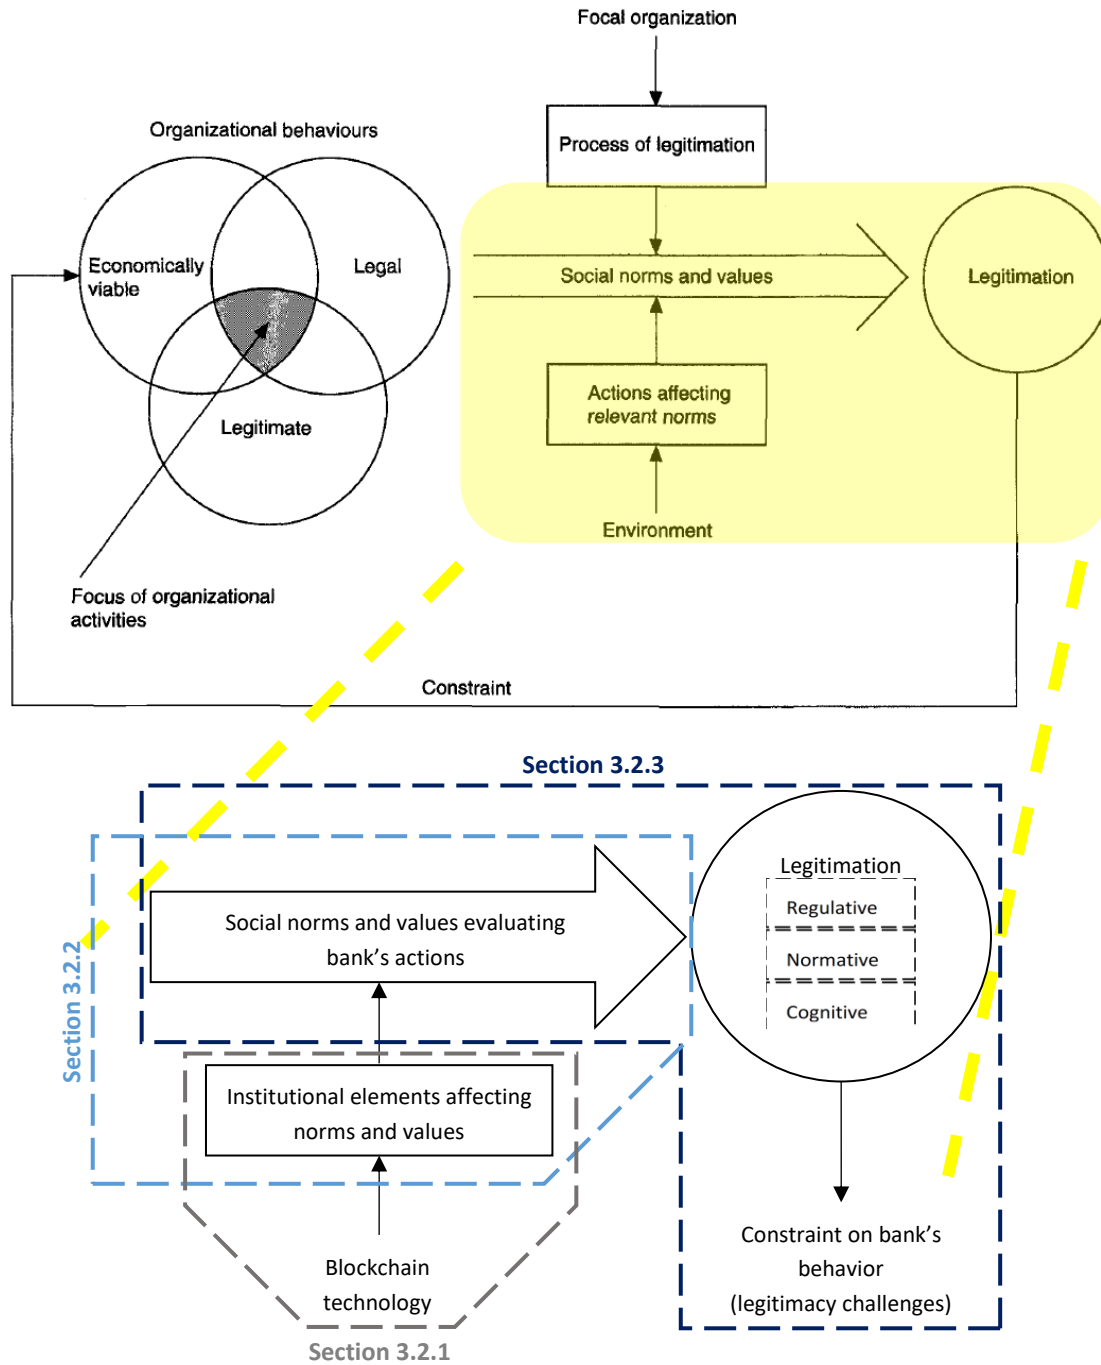 Focal organization
Organizational behaviours
Process of legitimation
Economically
viable
Legal
Social norms and values
Legitimation
Actions affecting
relevant norms
Legitimate
Environment
Focus of organizational
activities
Constraint
Section 3.2.3
Legitimation
Regulative
Social norms and values evaluating
bank’s actions
Normative
Cognitive
Section 3.2.2
Institutional elements affecting
norms and values
Constraint on bank’s
behavior
(legitimacy challenges)
Blockchain
technology
Section 3.2.1